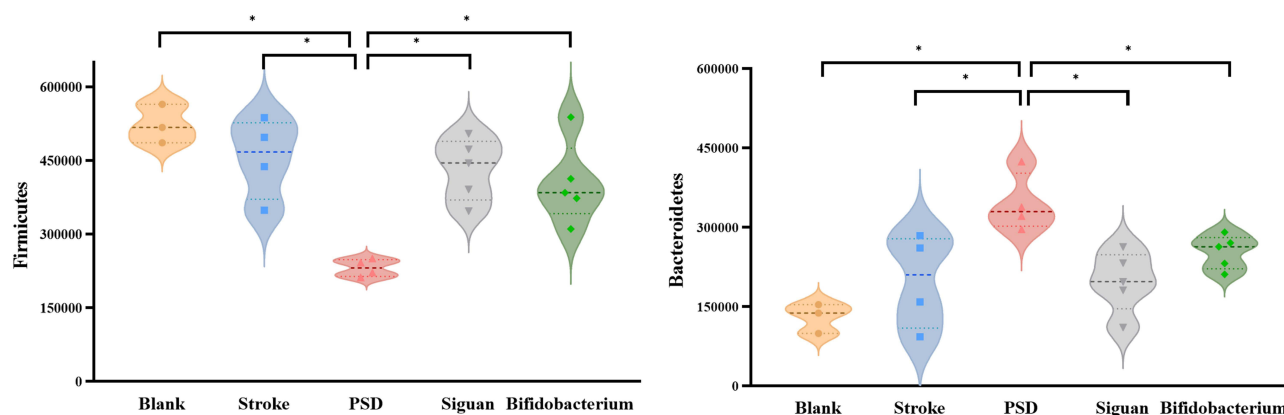 *
*
*
*
600000
450000
300000
150000
0
Firmicutes
Blank
Stroke
PSD
Siguan
Bifidobacterium
*
*
*
*
600000
450000
300000
150000
0
Bacteroidetes
Blank
Stroke
PSD
Siguan
Bifidobacterium